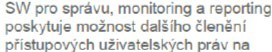 SW pro správu, monitoring a reporting
poskytuje možnost dalšího členění
přístupových uživatelských práv na